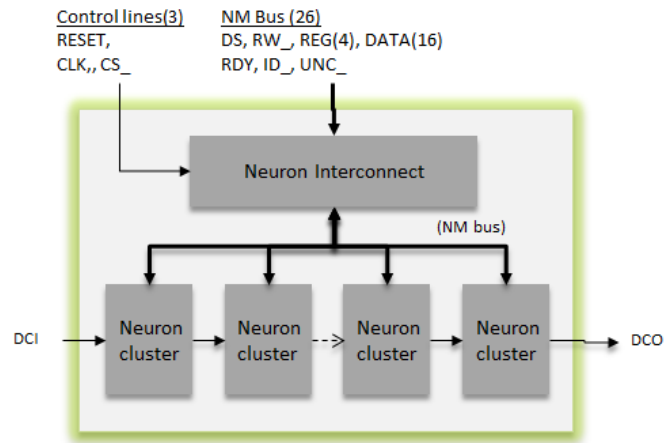 Control lines(3)
RESET,
CLK,, CS_
NM Bus (26)
DS, RW_, REG(4), DATA(16)
RDY, ID_, UNC_
Neuron Interconnect
(NM bus)
DCI
Neuron
cluster
Neuron
cluster
Neuron
cluster
Neuron
cluster
DCO